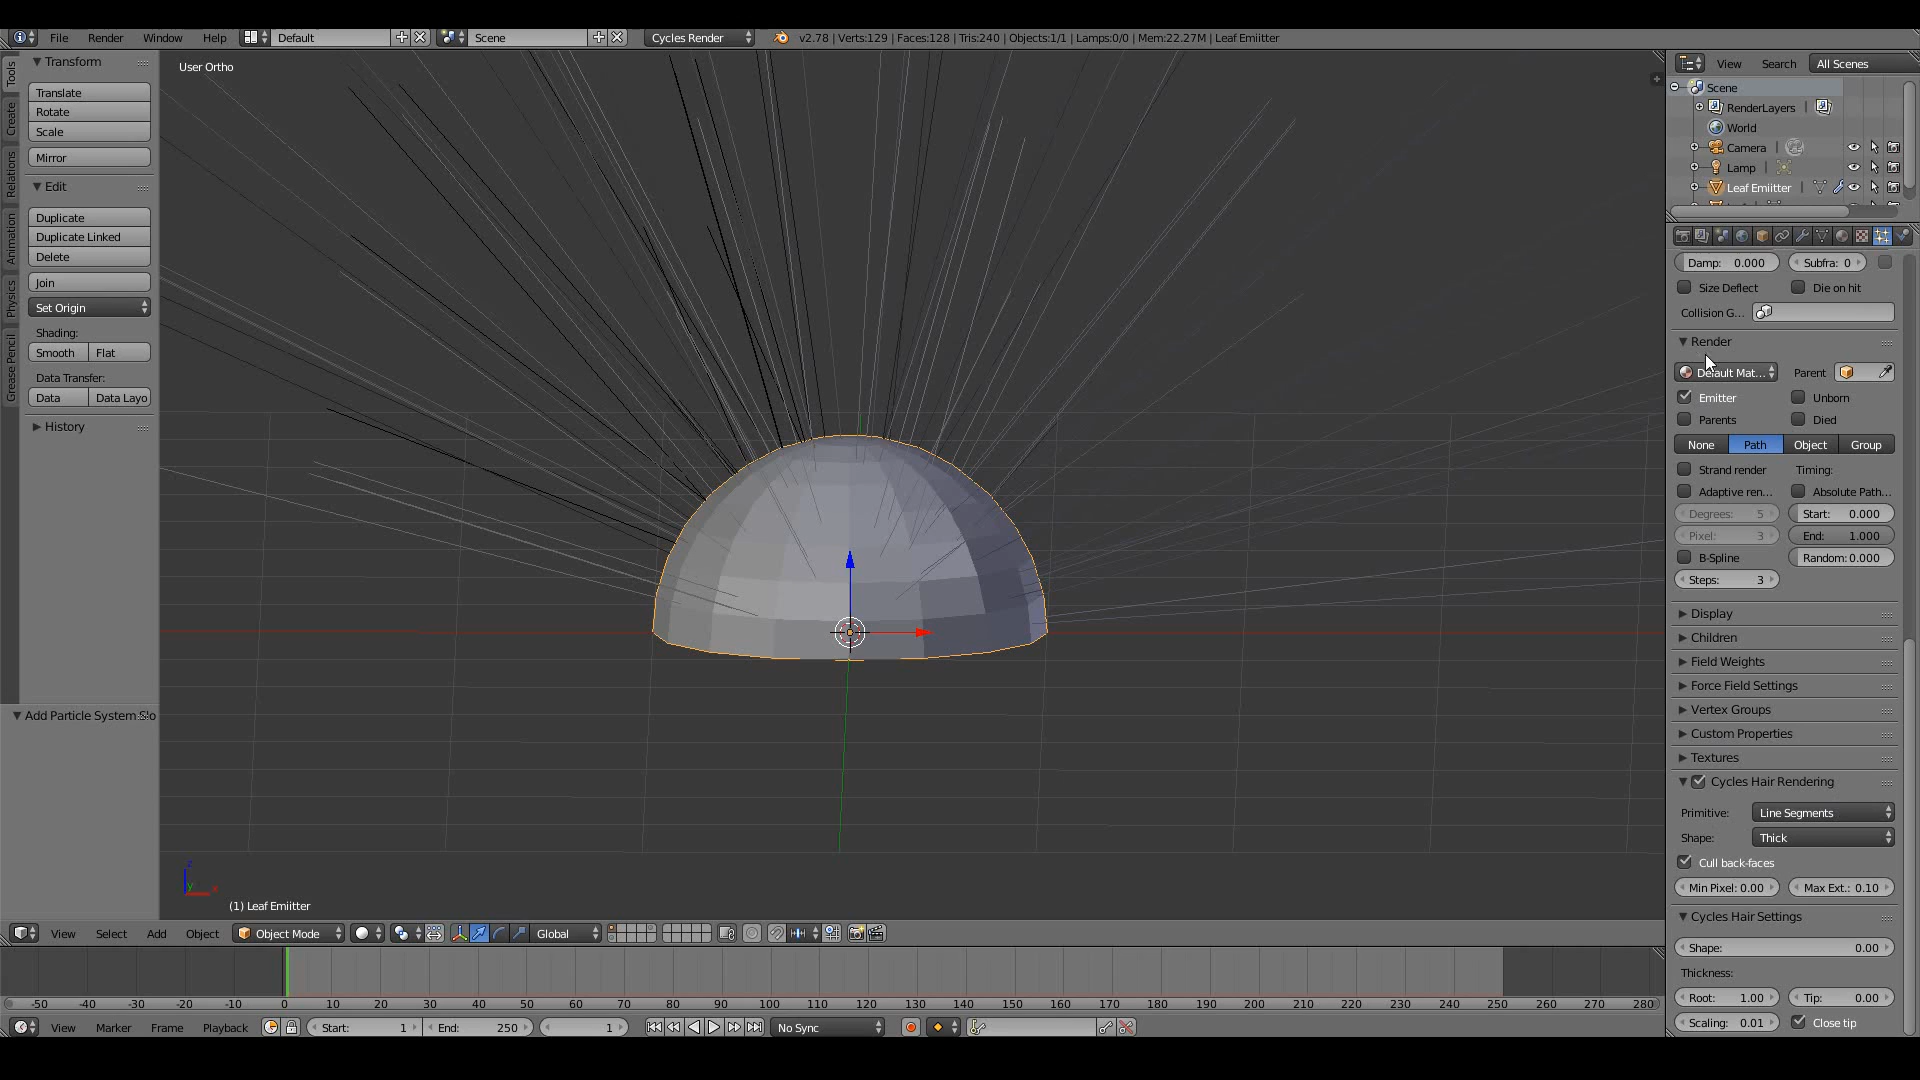 File Render Window Help Default Scene Cycles Render v2.78 | Verts:129 | Faces:128 | Tris:240 | Objects:1/1 | Lamps:0/0 | Mem:22.27M | Leaf Emiitter
Tools
Create
Relations
Animation
Physics
Grease Pencil
Transform
Translate
Rotate
Scale
Mirror
Edit
Duplicate
Duplicate Linked
Delete
Join
Set Origin
Shading:
Smooth Flat
Data Transfer:
Data Data Layo
History
Add Particle System Slo
User Ortho
z
y
x
(1) Leaf Emiitter
View Select Add Object Object Mode Global
View Search All Scenes
Scene
RenderLayers
World
Camera
Lamp
Leaf Emiitter
Damp: 0.000 Subfra: 0
Size Deflect Die on hit
Collision G...
Render
Default Mat... Parent
Emitter Unborn
Parents Died
None Path Object Group
Strand render Timing:
Adaptive ren... Absolute Path...
Degrees: 5 Start: 0.000
Pixel: 3 End: 1.000
B-Spline Random: 0.000
Steps: 3
Display
Children
Field Weights
Force Field Settings
Vertex Groups
Custom Properties
Textures
Cycles Hair Rendering
Primitive: Line Segments
Shape: Thick
Cull back-faces
Min Pixel: 0.00 Max Ext.: 0.10
Cycles Hair Settings
Shape: 0.00
Thickness:
Root: 1.00 Tip: 0.00
Scaling: 0.01 Close tip
-50 -40 -30 -20 -10 0 10 20 30 40 50 60 70 80 90 100 110 120 130 140 150 160 170 180 190 200 210 220 230 240 250 260 270 280
View Marker Frame Playback Start: 1 End: 250 1 No Sync